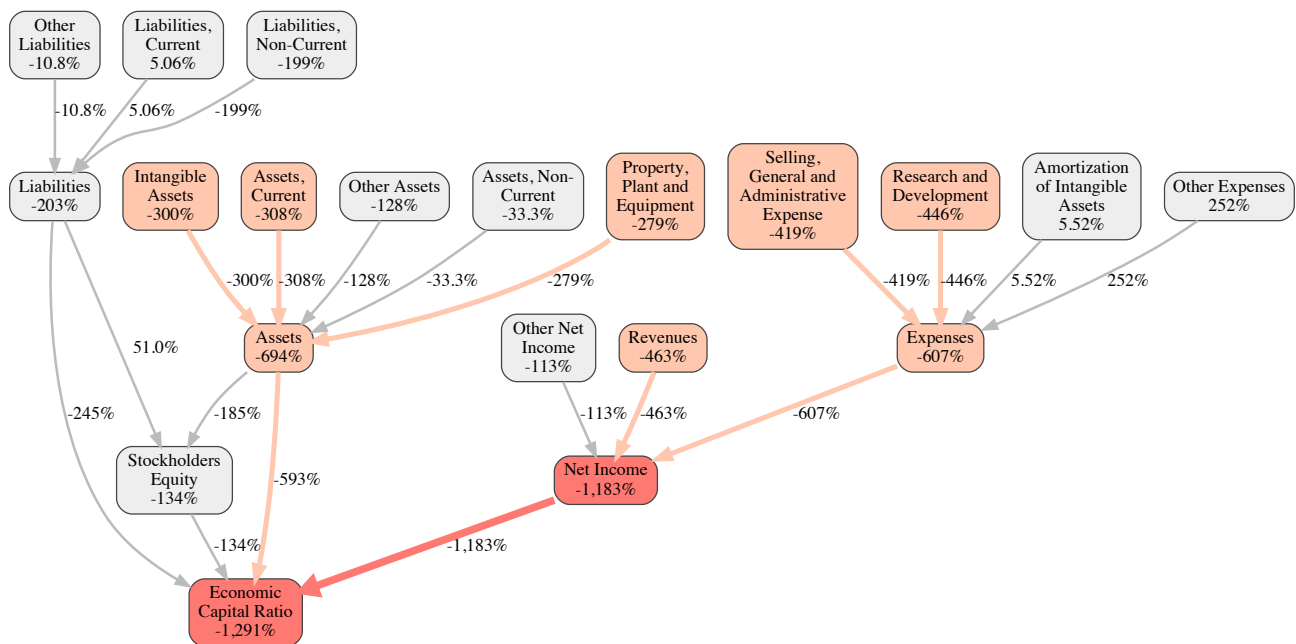 Other
Liabilities
-10.8%
Liabilities,
Current
5.06%
Liabilities,
Non-Current
-199%
-10.8%
5.06%
-199%
Liabilities
-203%
Intangible
Assets
-300%
Assets,
Current
-308%
Other Assets
-128%
Assets, Non-
Current
-33.3%
Property,
Plant and
Equipment
-279%
Selling,
General and
Administrative
Expense
-419%
Research and
Development
-446%
Amortization
of Intangible
Assets
5.52%
Other Expenses
252%
-300%
-308%
-128%
-33.3%
-279%
-419%
-446%
5.52%
252%
Assets
-694%
Other Net
Income
-113%
Revenues
-463%
Expenses
-607%
51.0%
-245%
-185%
-113%
-463%
-607%
Stockholders
Equity
-134%
-593%
Net Income
-1,183%
-134%
-1,183%
Economic
Capital Ratio
-1,291%